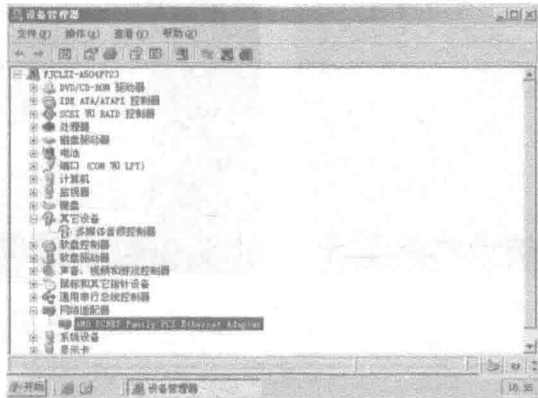 设备管理器
文件(F) 操作(A) 查看(V) 帮助(H)
FJCLZZ-A504F723
DVD/CD-ROM 驱动器
IDE ATA/ATAPI 控制器
SCSI 和 RAID 控制器
处理器
磁盘驱动器
电池
端口 (COM 和 LPT)
计算机
监视器
键盘
其它设备
多媒体音频控制器
软盘控制器
软盘驱动器
声音、视频和游戏控制器
鼠标和其它指针设备
通用串行总线控制器
网络适配器
AMD PCNET Family PCI Ethernet Adapter
系统设备
显示卡
开始 设备管理器